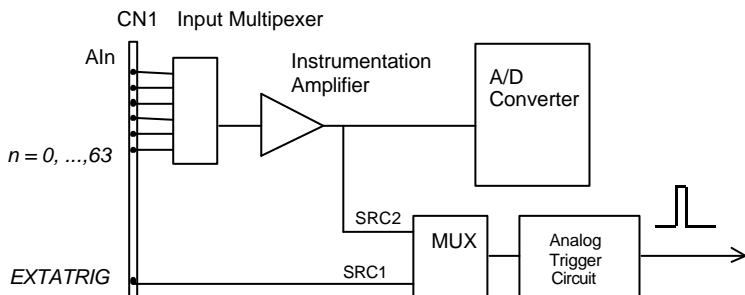 CN1 Input Multipexer
AIn
Instrumentation
Amplifier
A/D
Converter
n = 0, ...,63
SRC2
MUX
Analog
Trigger
Circuit
EXTATRIG
SRC1